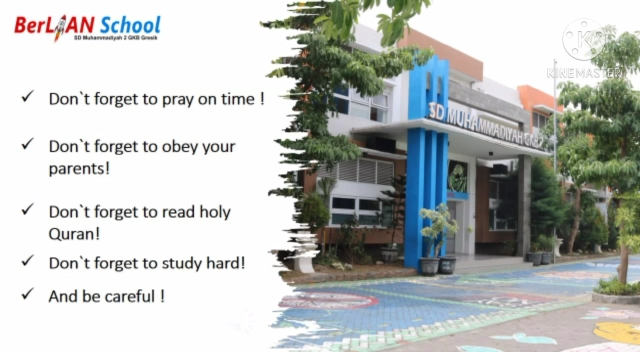 BerLIAN School
SD Muhammadiyah 2 GKB Gresik
✓ Don`t forget to pray on time !
✓ Don`t forget to obey your
parents!
✓ Don`t forget to read holy
Quran!
✓ Don`t forget to study hard!
✓ And be careful !
SD MUHAMMADIYAH GKB 2
KINEMASTER